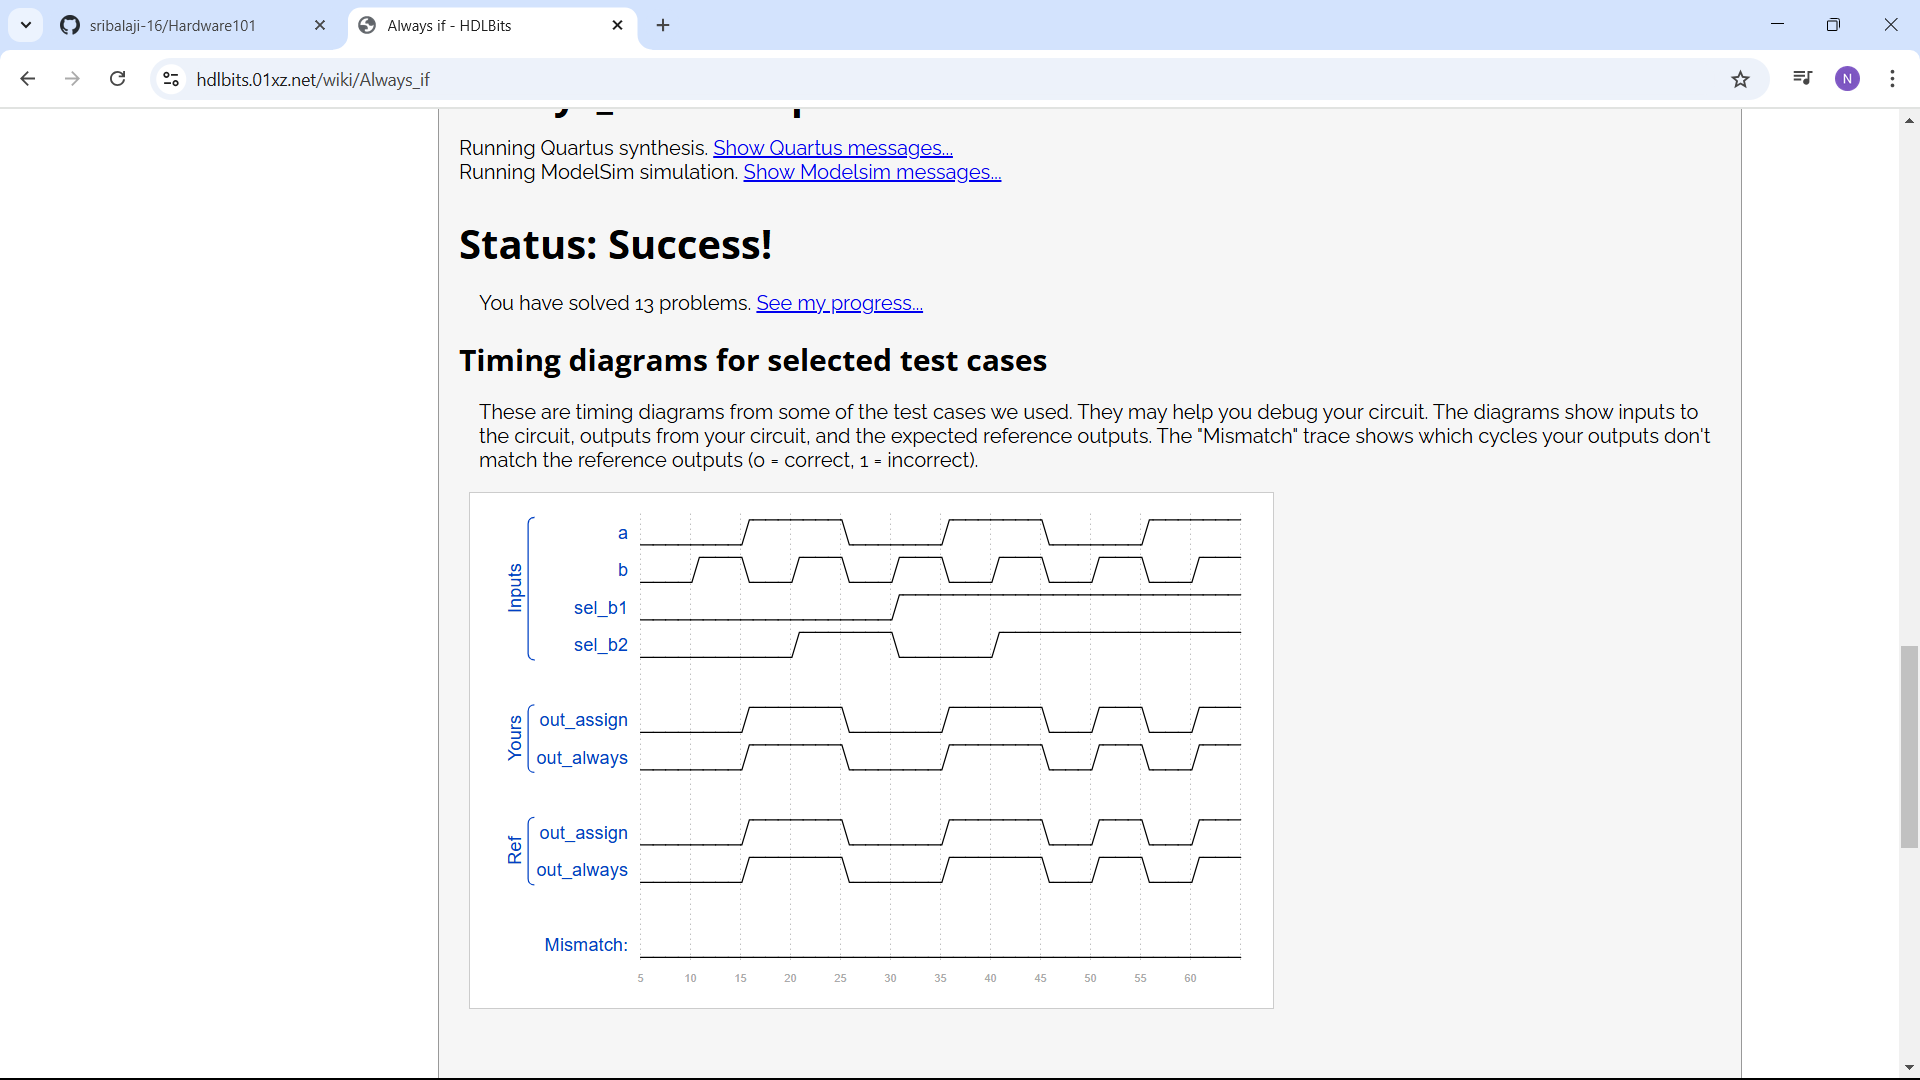 sribalaji-16/Hardware101
Always if - HDLBits
hdlbits.01xz.net/wiki/Always_if
N
Running Quartus synthesis. Show Quartus messages...
Running ModelSim simulation. Show Modelsim messages...
Status: Success!
You have solved 13 problems. See my progress...
Timing diagrams for selected test cases
These are timing diagrams from some of the test cases we used. They may help you debug your circuit. The diagrams show inputs to
the circuit, outputs from your circuit, and the expected reference outputs. The "Mismatch" trace shows which cycles your outputs don't
match the reference outputs (0 = correct, 1 = incorrect).
Inputs
a
b
sel_b1
sel_b2
Yours
out_assign
out_always
Ref
out_assign
out_always
Mismatch:
5 10 15 20 25 30 35 40 45 50 55 60